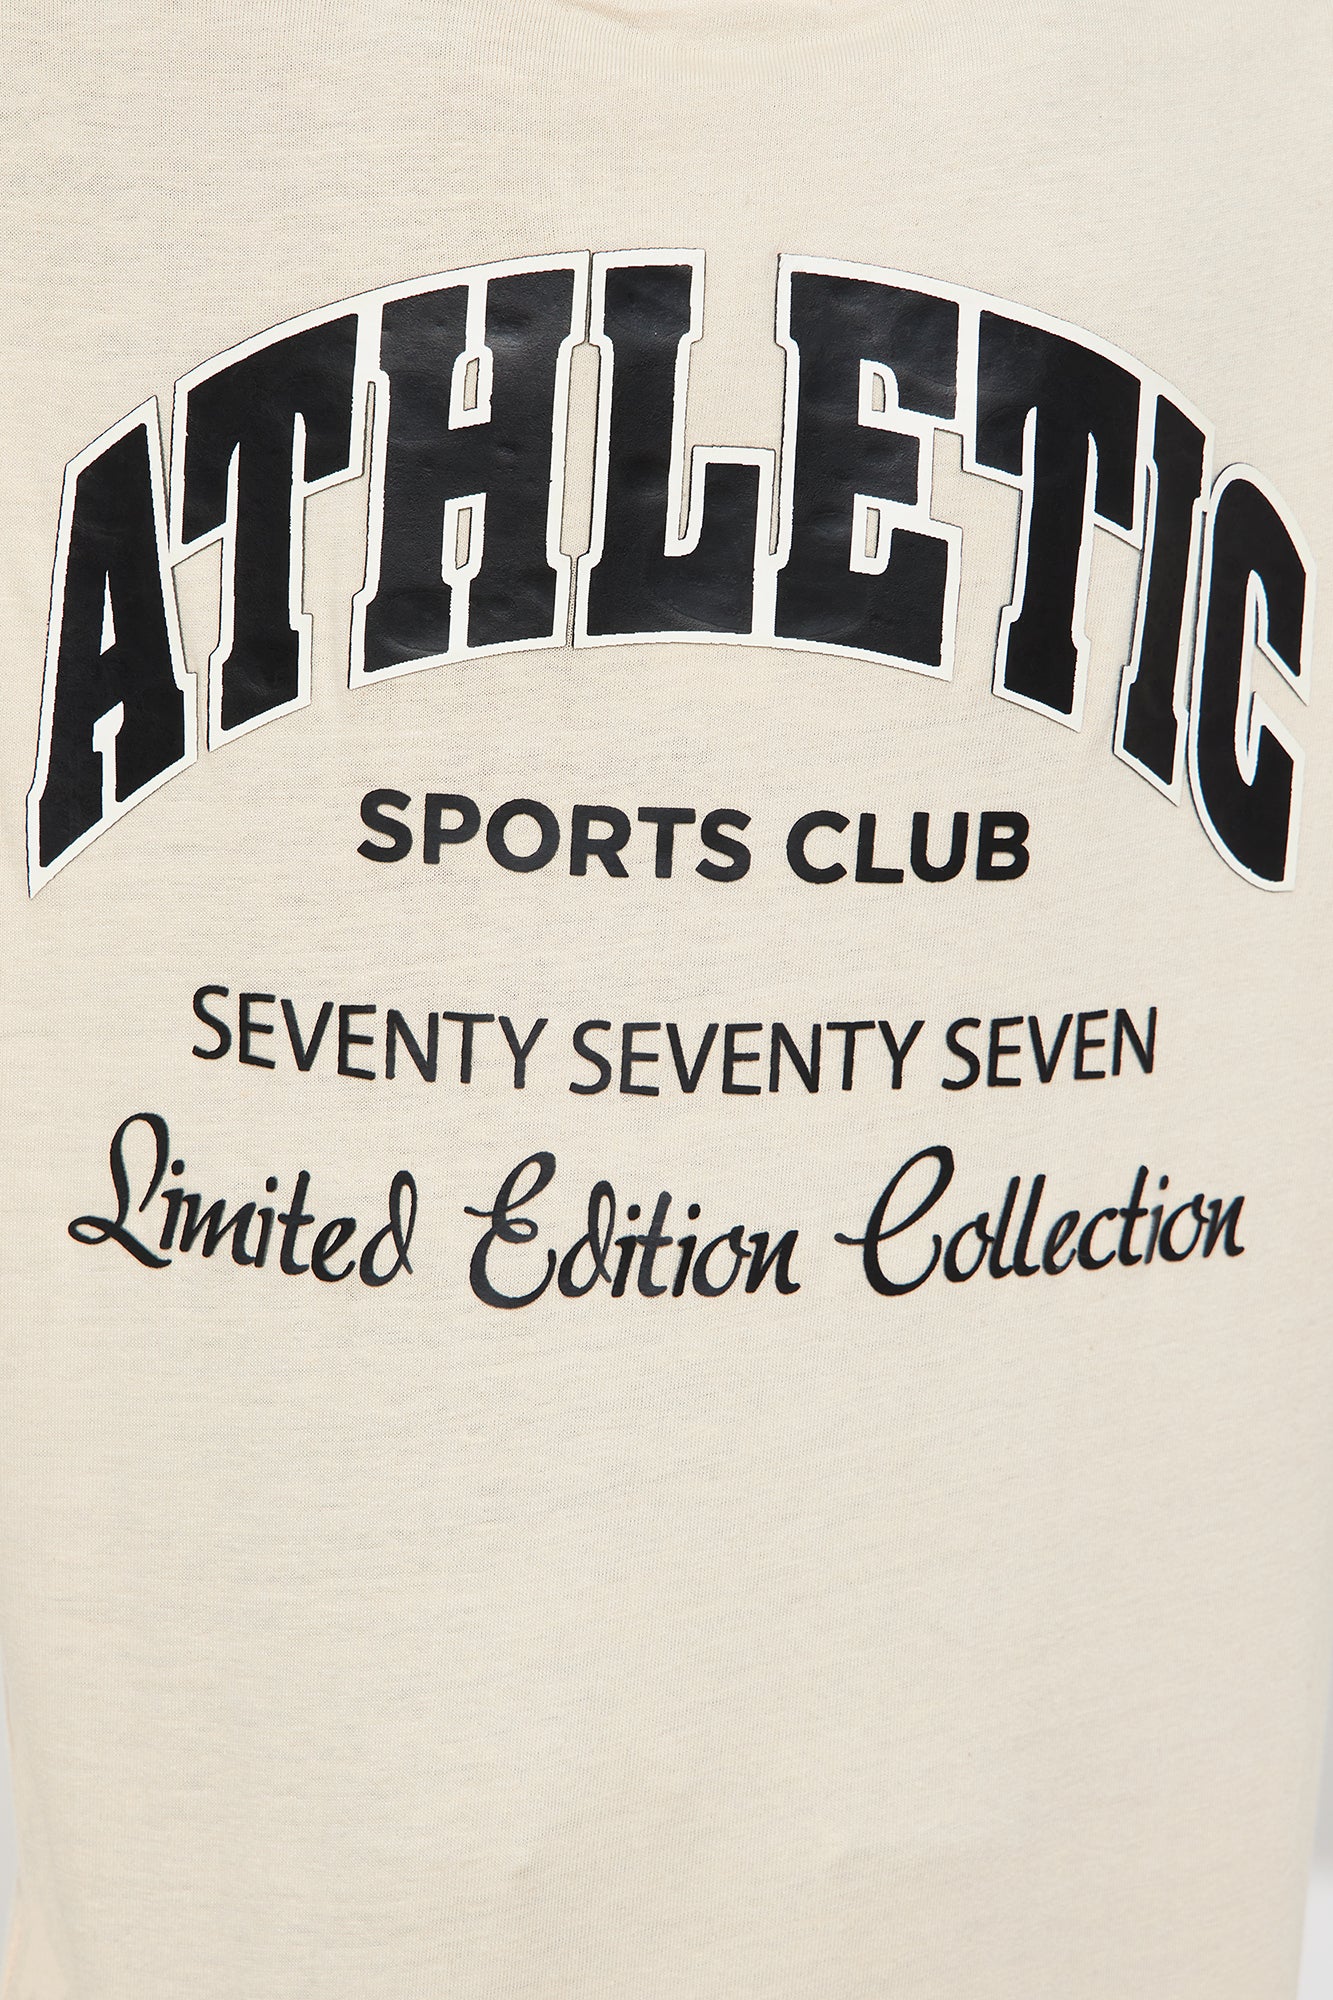 ATHLETIC
SPORTS CLUB
SEVENTY SEVENTY SEVEN
Limited Edition Collection